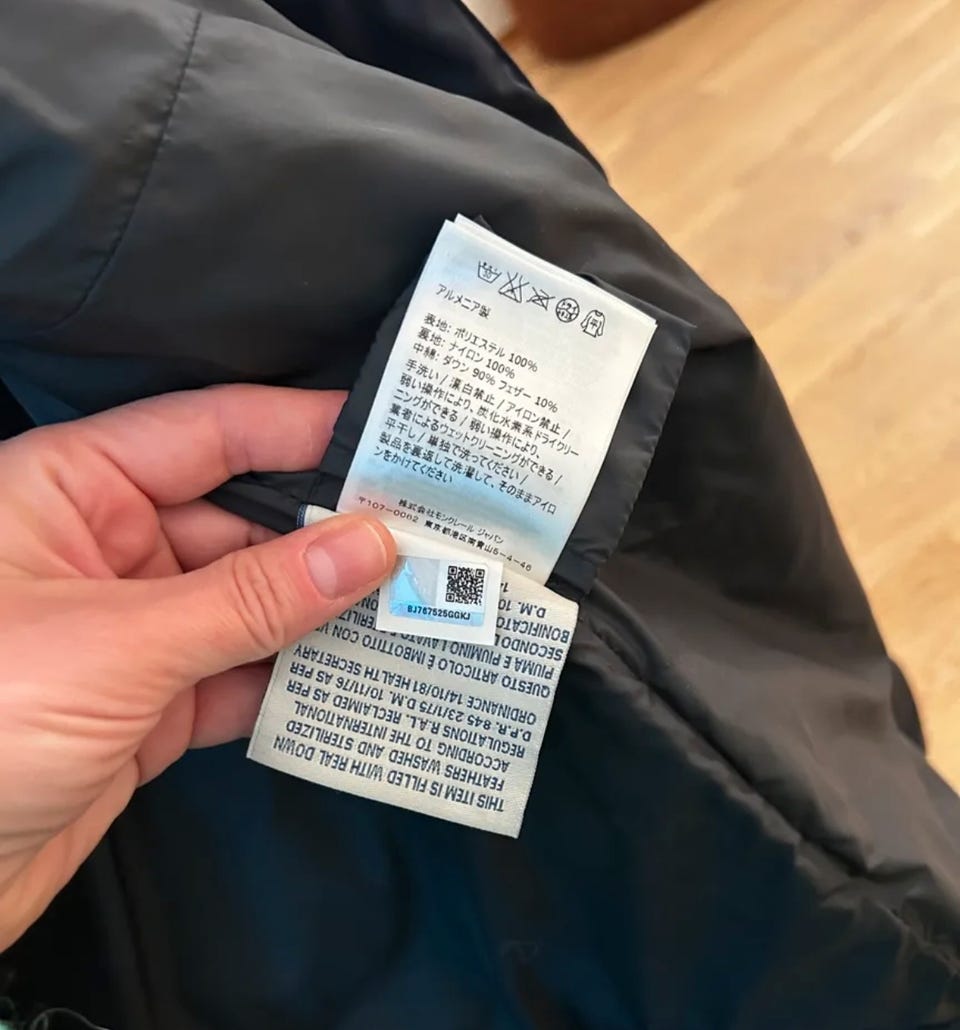 アルメニア製
表地: ポリエステル 100%
裏地: ナイロン 100%
中綿: ダウン 90% フェザー 10%
手洗い / 漂白禁止 / アイロン禁止 /
弱い操作により、炭化水素系ドライクリー
ニングができる / 弱い操作により、
業者によるウェットクリーニングができる /
平干し / 単独で洗ってください /
製品を裏返して洗濯して、そのままアイロ
ンをかけてください
株式会社モンクレール ジャパン
〒107-0062 東京都港区南青山5-4-46
BJ767525GGKJ
THIS ITEM IS FILLED WITH REAL DOWN
FEATHERS WASHED AND STERILIZED
ACCORDING TO THE INTERNATIONAL
REGULATIONS R.A.L. RECLAIMED AS PER
D.P.R. 845 23/1/75 D.M. 10/11/76 AS PER
ORDINANCE 14/10/81 HEALTH SECRETARY
QUESTO ARTICOLO É IMBOTTITO CON
PIUMA E PIUMINO LAVATO
SECONDO
BONIFICATO
D.M. 10